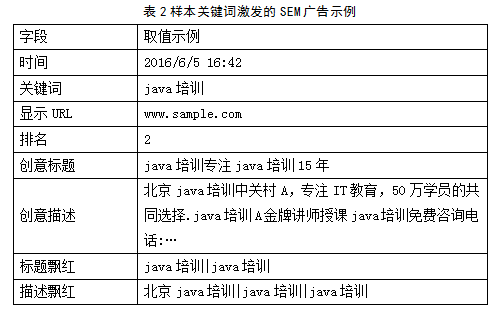 表 2 样本关键词激发的 SEM 广告示例
字段 取值示例
时间 2016/6/5 16:42
关键词 java 培训
显示 URL www.sample.com
排名 2
创意标题 java 培训专注 java 培训 15 年
创意描述 北京 java 培训中关村 A，专注 IT 教育，50 万学员的共
同选择.java 培训 A 金牌讲师授课 java 培训免费咨询电
话:…
标题飘红 java 培训||java 培训
描述飘红 北京 java 培训||java 培训||java 培训